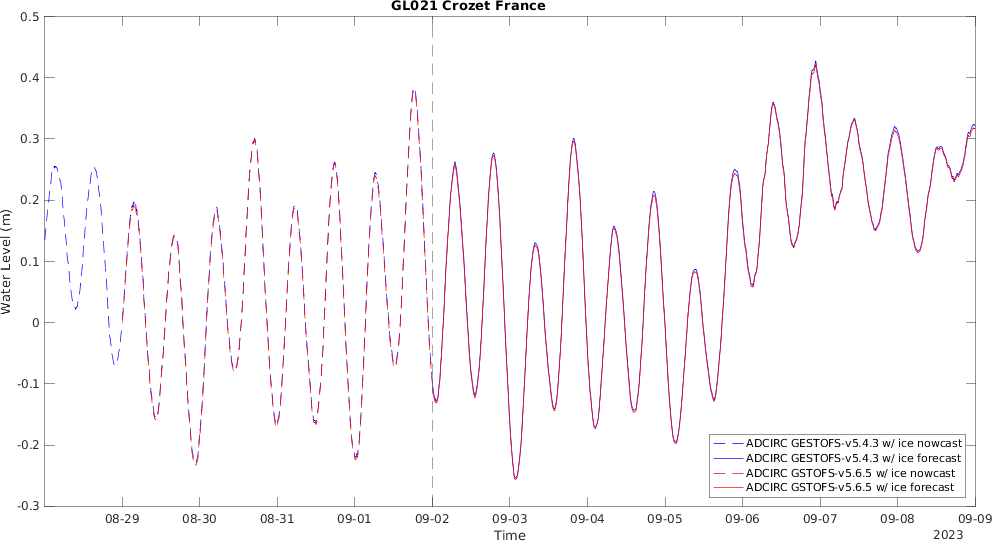 GL021 Crozet France
0.5
0.4
0.3
0.2
0.1
0
-0.1
-0.2
-0.3
Water Level (m)
ADCIRC GESTOFS-v5.4.3 w/ ice nowcast
ADCIRC GESTOFS-v5.4.3 w/ ice forecast
ADCIRC GSTOFS-v5.6.5 w/ ice nowcast
ADCIRC GSTOFS-v5.6.5 w/ ice forecast
08-29 08-30 08-31 09-01 09-02 09-03 09-04 09-05 09-06 09-07 09-08 09-09
Time
2023